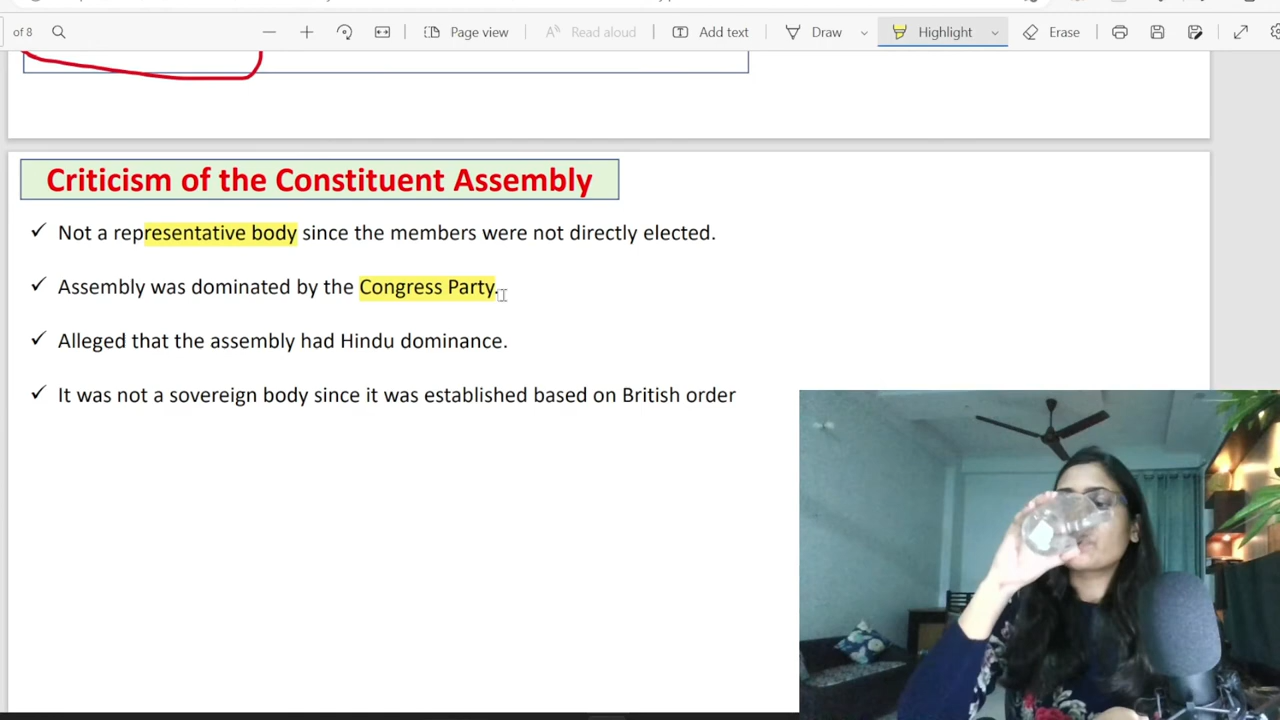 of 8
Page view
Read aloud
Add text
Draw
Highlight
Erase
Criticism of the Constituent Assembly
✓ Not a representative body since the members were not directly elected.
✓ Assembly was dominated by the Congress Party.
✓ Alleged that the assembly had Hindu dominance.
✓ It was not a sovereign body since it was established based on British order